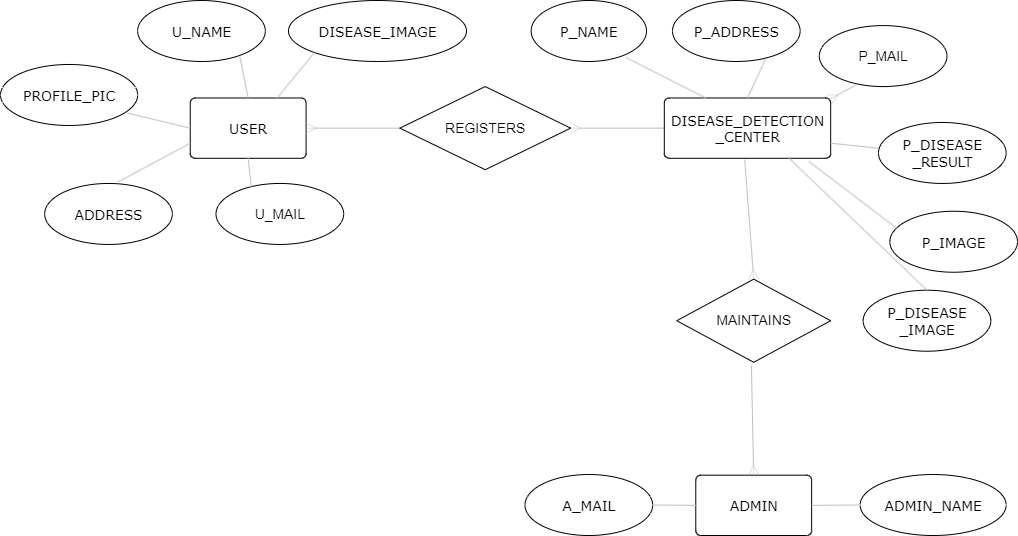 U_NAME
DISEASE_IMAGE
P_NAME
P_ADDRESS
P_MAIL
PROFILE_PIC
USER
REGISTERS
DISEASE_DETECTION
_CENTER
P_DISEASE
_RESULT
ADDRESS
U_MAIL
P_IMAGE
MAINTAINS
P_DISEASE
_IMAGE
A_MAIL
ADMIN
ADMIN_NAME